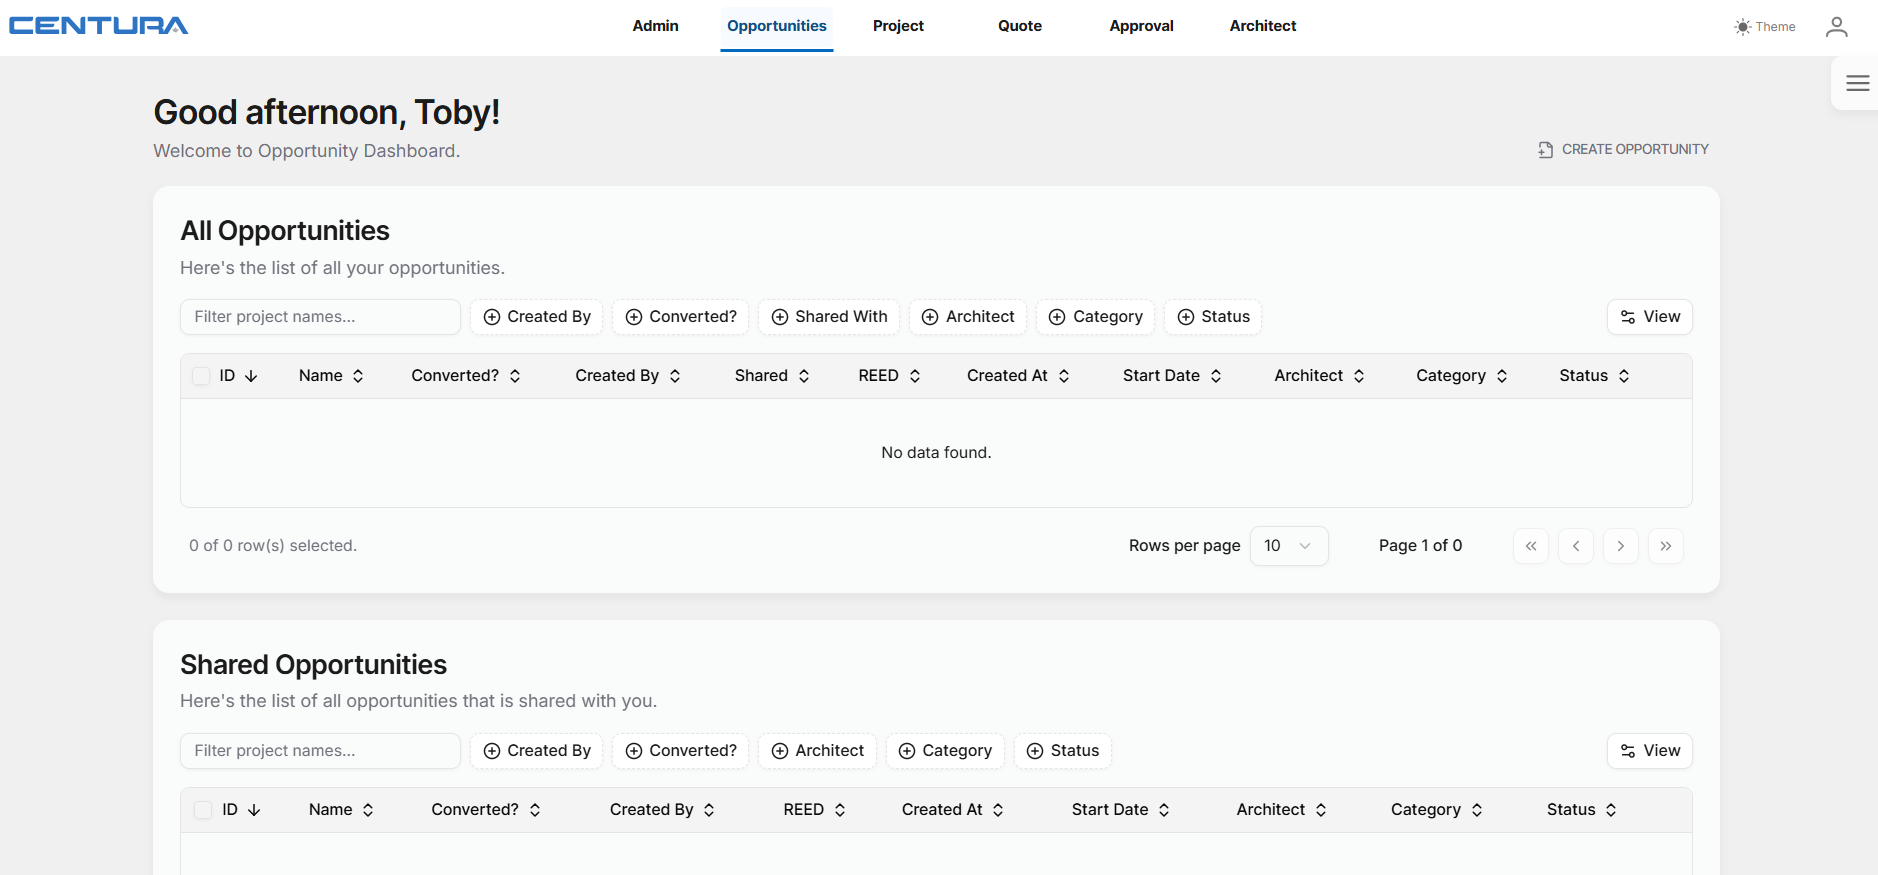 CENTURA
Admin Opportunities Project Quote Approval Architect
Theme
Good afternoon, Toby!
Welcome to Opportunity Dashboard.
CREATE OPPORTUNITY
All Opportunities
Here's the list of all your opportunities.
Filter project names... Created By Converted? Shared With Architect Category Status View
ID Name Converted? Created By Shared REED Created At Start Date Architect Category Status
No data found.
0 of 0 row(s) selected. Rows per page 10 Page 1 of 0
Shared Opportunities
Here's the list of all opportunities that is shared with you.
Filter project names... Created By Converted? Architect Category Status View
ID Name Converted? Created By REED Created At Start Date Architect Category Status